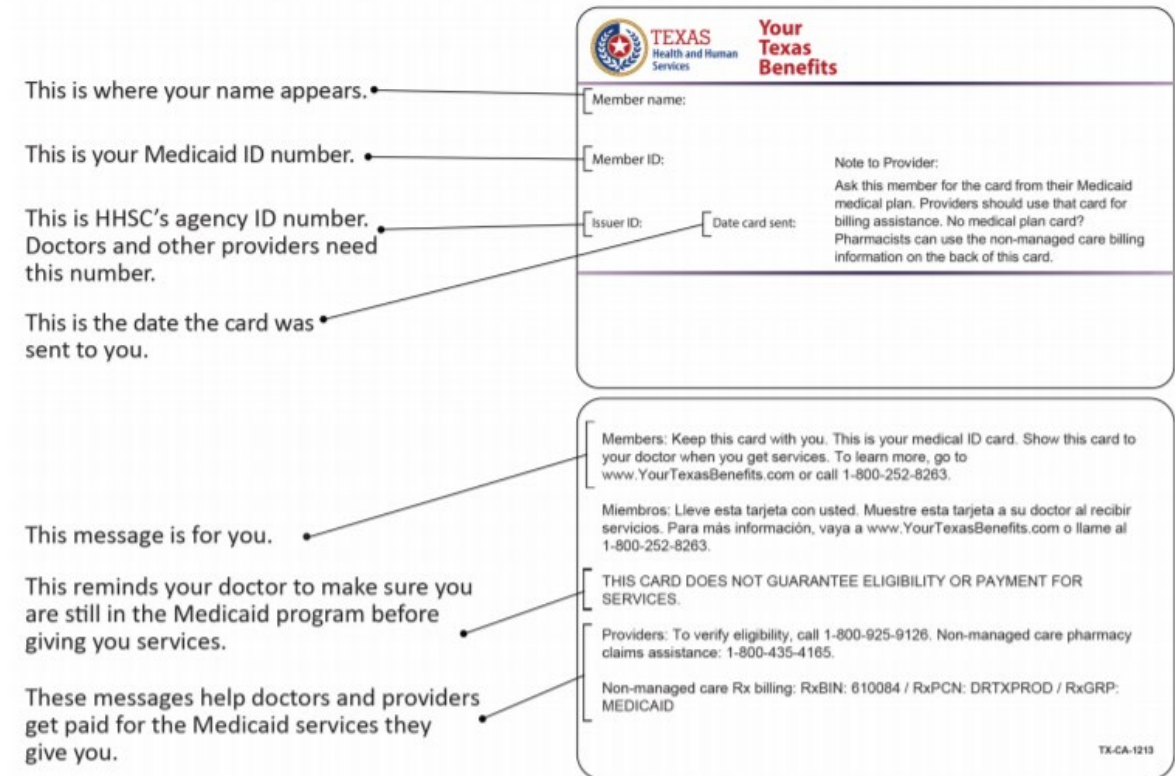 TEXAS
Health and Human
Services
Your
Texas
Benefits
This is where your name appears.
Member name:
This is your Medicaid ID number.
Member ID:
Note to Provider:
Ask this member for the card from their Medicaid
medical plan. Providers should use that card for
billing assistance. No medical plan card?
Pharmacists can use the non-managed care billing
information on the back of this card.
This is HHSC's agency ID number.
Doctors and other providers need
this number.
Issuer ID:
Date card sent:
This is the date the card was
sent to you.
Members: Keep this card with you. This is your medical ID card. Show this card to
your doctor when you get services. To learn more, go to
www.YourTexasBenefits.com or call 1-800-252-8263.
Miembros: Lleve esta tarjeta con usted. Muestre esta tarjeta a su doctor al recibir
servicios. Para más información, vaya a www.YourTexasBenefits.com o llame al
1-800-252-8263.
This message is for you.
This reminds your doctor to make sure you
are still in the Medicaid program before
giving you services.
THIS CARD DOES NOT GUARANTEE ELIGIBILITY OR PAYMENT FOR
SERVICES.
Providers: To verify eligibility, call 1-800-925-9126. Non-managed care pharmacy
claims assistance: 1-800-435-4165.
Non-managed care Rx billing: RxBIN: 610084 / RxPCN: DRTXPROD / RxGRP:
MEDICAID
These messages help doctors and providers
get paid for the Medicaid services they
give you.
TX-CA-1213